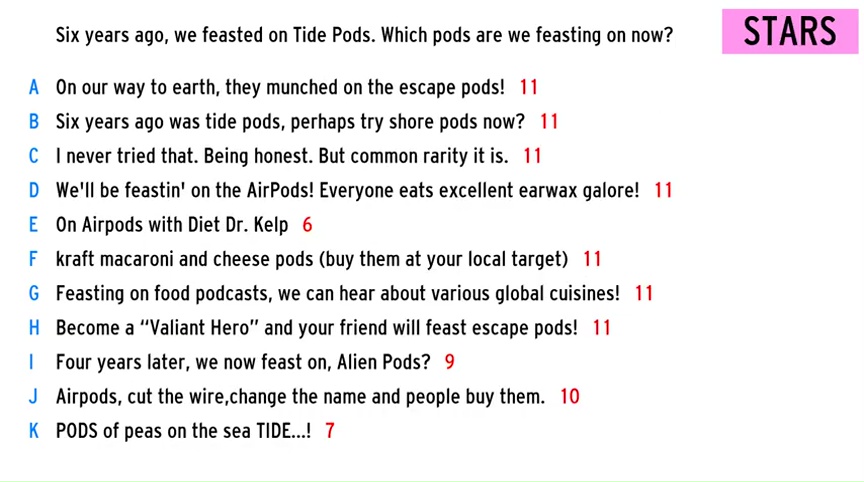 Six years ago, we feasted on Tide Pods. Which pods are we feasting on now?
STARS
A On our way to earth, they munched on the escape pods! 11
B Six years ago was tide pods, perhaps try shore pods now? 11
C I never tried that. Being honest. But common rarity it is. 11
D We'll be feastin' on the AirPods! Everyone eats excellent earwax galore! 11
E On Airpods with Diet Dr. Kelp 6
F kraft macaroni and cheese pods (buy them at your local target) 11
G Feasting on food podcasts, we can hear about various global cuisines! 11
H Become a “Valiant Hero” and your friend will feast escape pods! 11
I Four years later, we now feast on, Alien Pods? 9
J Airpods, cut the wire,change the name and people buy them. 10
K PODS of peas on the sea TIDE...! 7